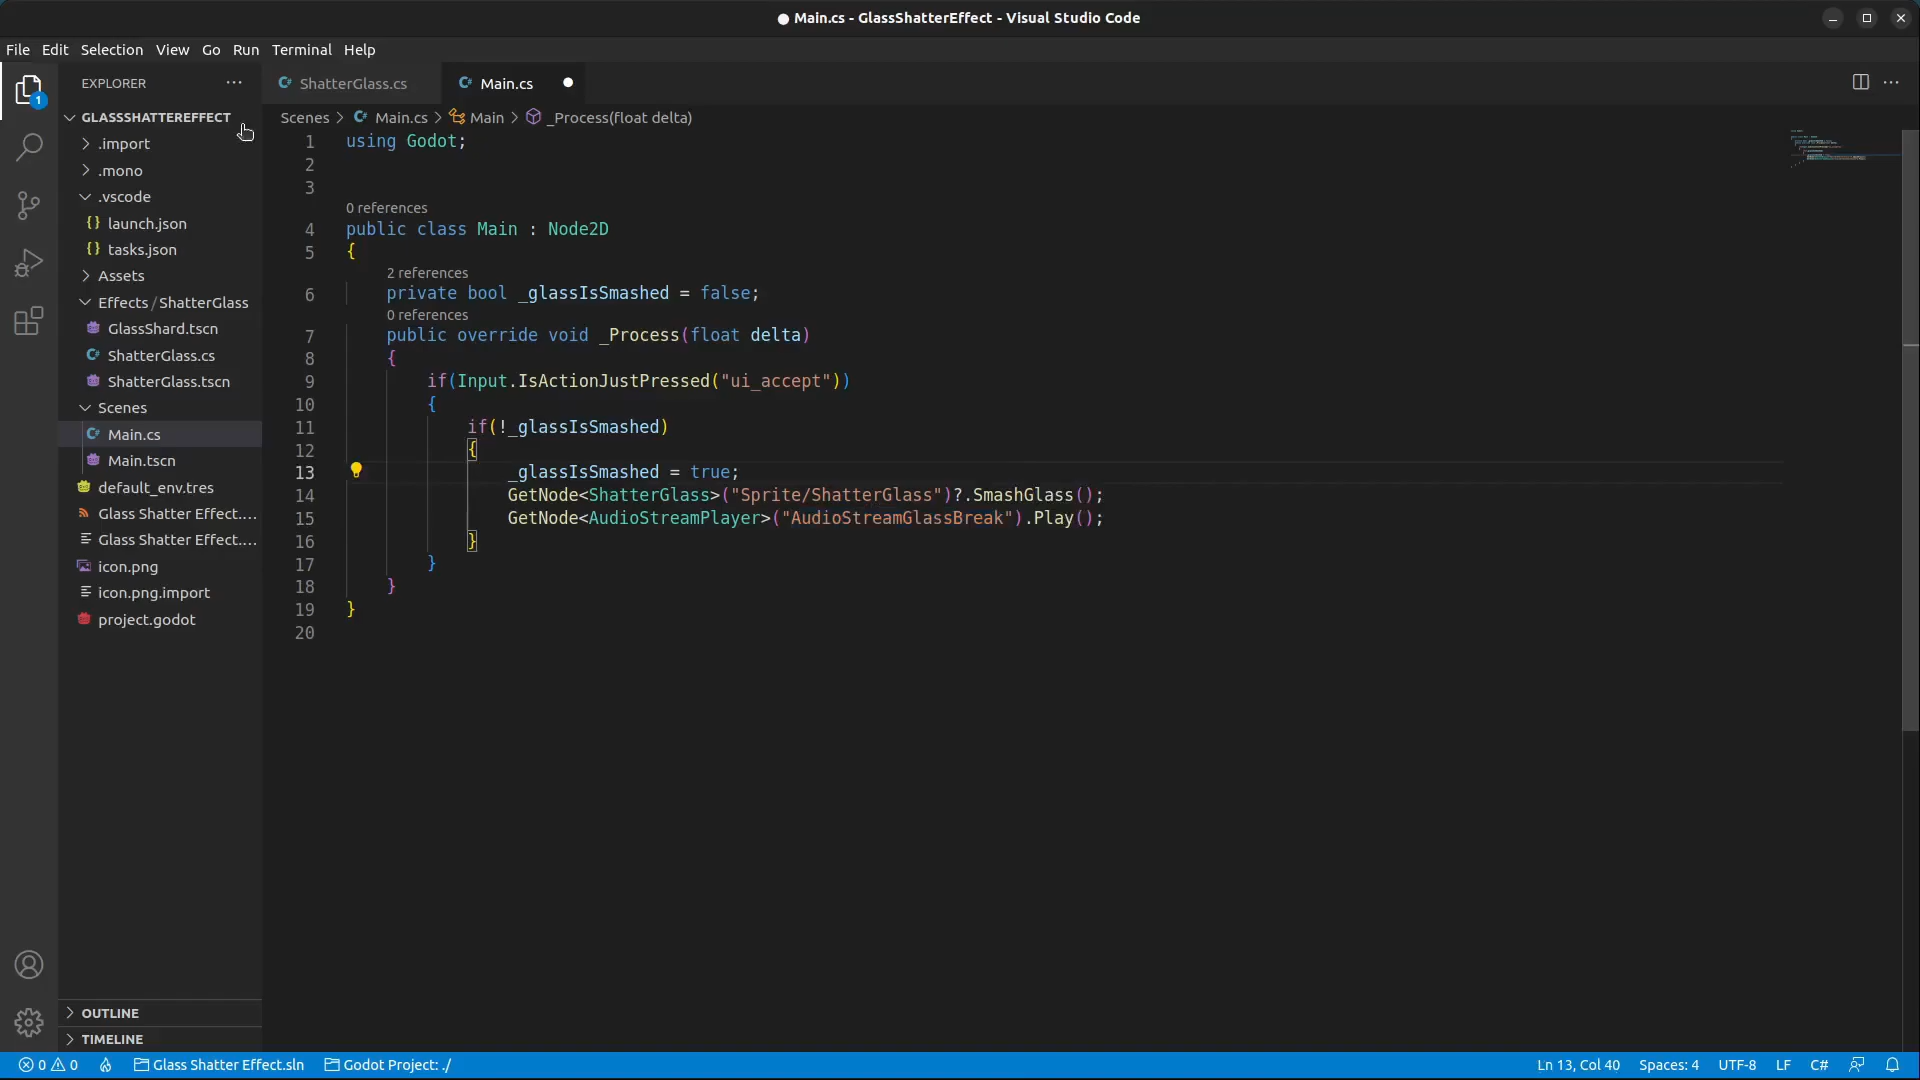 Main.cs - GlassShatterEffect - Visual Studio Code
File Edit Selection View Go Run Terminal Help
EXPLORER
1
GLASSSHATTEREFFECT
.import
.mono
.vscode
{} launch.json
{} tasks.json
Assets
Effects / ShatterGlass
GlassShard.tscn
C# ShatterGlass.cs
ShatterGlass.tscn
Scenes
C# Main.cs
Main.tscn
default_env.tres
Glass Shatter Effect....
Glass Shatter Effect....
icon.png
icon.png.import
project.godot
OUTLINE
TIMELINE
C# ShatterGlass.cs
C# Main.cs
Scenes > C# Main.cs > Main > _Process(float delta)
1 using Godot;
2
3
0 references
4 public class Main : Node2D
5 {
2 references
6 private bool _glassIsSmashed = false;
0 references
7 public override void _Process(float delta)
8 {
9 if(Input.IsActionJustPressed("ui_accept"))
10 {
11 if(!_glassIsSmashed)
12 {
13 _glassIsSmashed = true;
14 GetNode<ShatterGlass>("Sprite/ShatterGlass")?.SmashGlass();
15 GetNode<AudioStreamPlayer>("AudioStreamGlassBreak").Play();
16 }
17 }
18 }
19 }
20
0 0 Glass Shatter Effect.sln Godot Project: ./ Ln 13, Col 40 Spaces: 4 UTF-8 LF C#